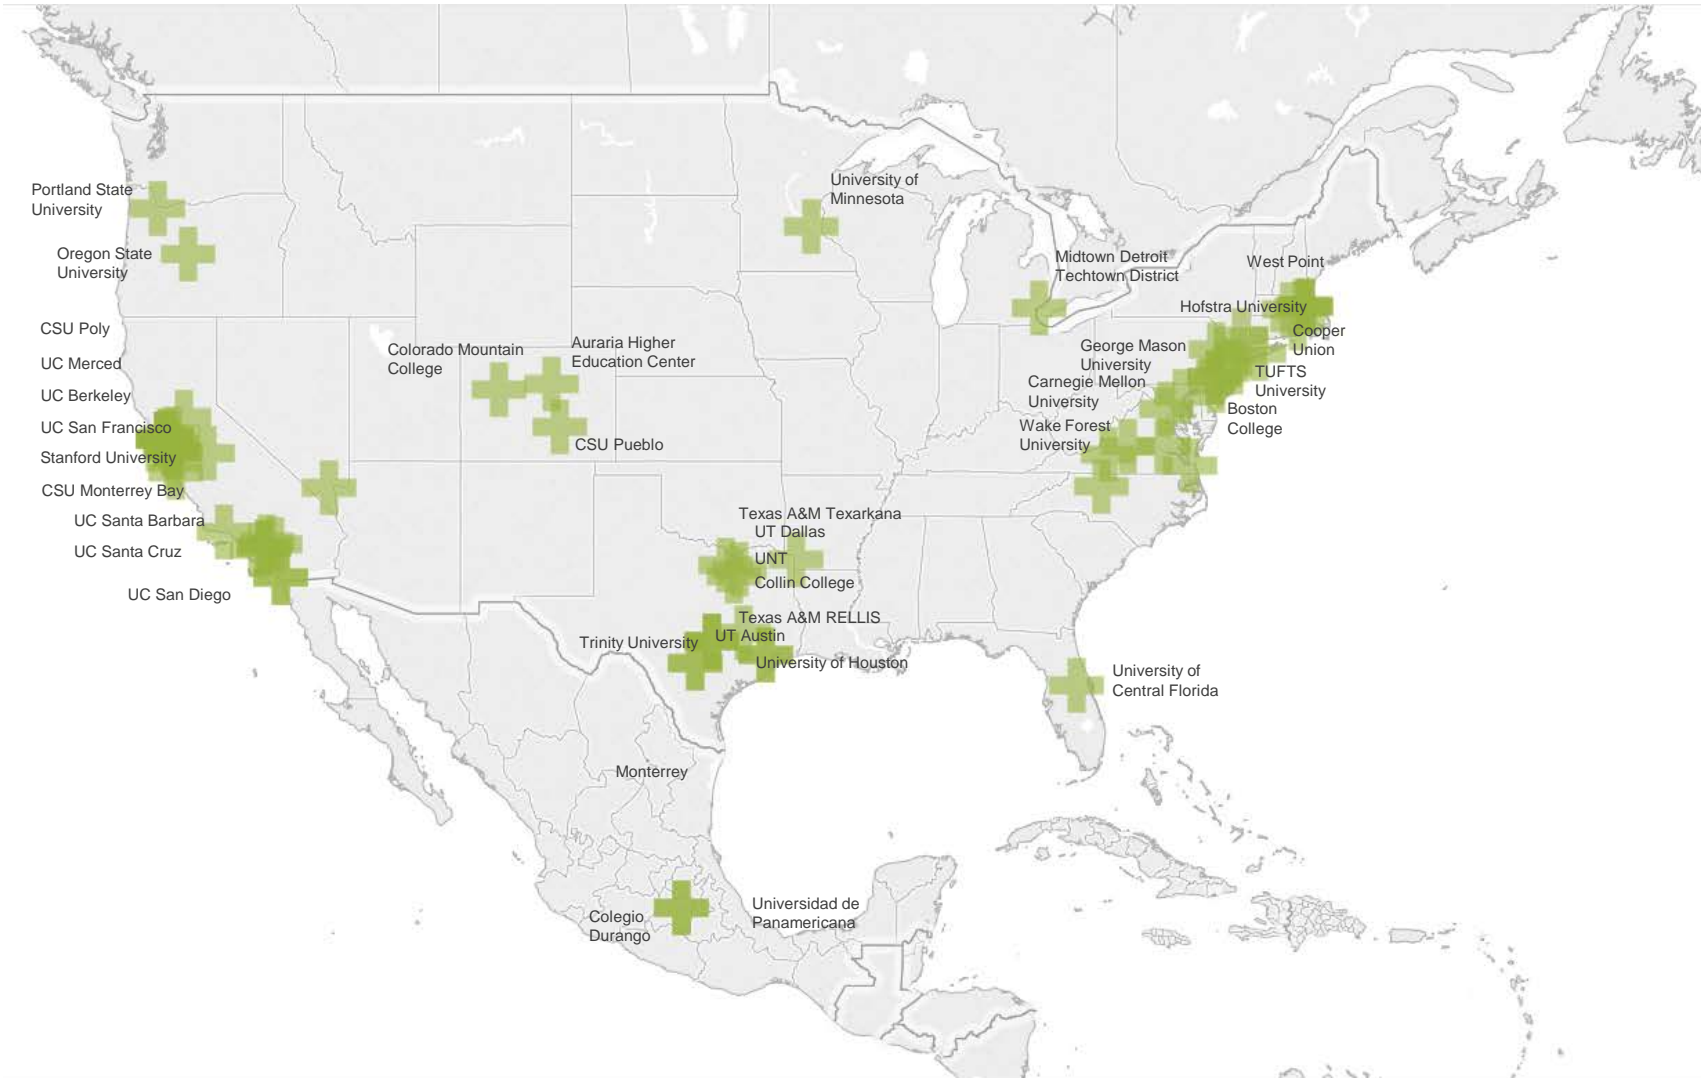 Portland State
University
Oregon State
University
CSU Poly
UC Merced
UC Berkeley
UC San Francisco
Stanford University
CSU Monterrey Bay
UC Santa Barbara
UC Santa Cruz
UC San Diego
Colorado Mountain
College
Auraria Higher
Education Center
CSU Pueblo
University of
Minnesota
Midtown Detroit
Techtown District
West Point
Hofstra University
Cooper
Union
George Mason
University
TUFTS
University
Carnegie Mellon
University
Boston
College
Wake Forest
University
Texas A&M Texarkana
UT Dallas
UNT
Collin College
Texas A&M RELLIS
UT Austin
Trinity University
University of Houston
University of
Central Florida
Monterrey
Colegio
Durango
Universidad de
Panamericana